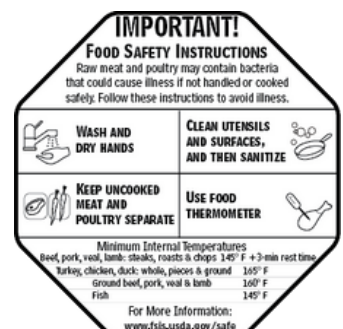 IMPORTANT!
FOOD SAFETY INSTRUCTIONS
Raw meat and poultry may contain bacteria
that could cause illness if not handled or cooked
safely. Follow these instructions to avoid illness.
WASH AND
DRY HANDS
CLEAN UTENSILS
AND SURFACES,
AND THEN SANITIZE
KEEP UNCOOKED
MEAT AND
POULTRY SEPARATE
USE FOOD
THERMOMETER
Minimum Internal Temperatures
Beef, pork, veal, lamb: steaks, roasts & chops 145° F +3-min rest time
Turkey, chicken, duck: whole, pieces & ground 165° F
Ground beef, pork, veal & lamb 160° F
Fish 145° F
For More Information:
www.fsis.usda.gov/safe